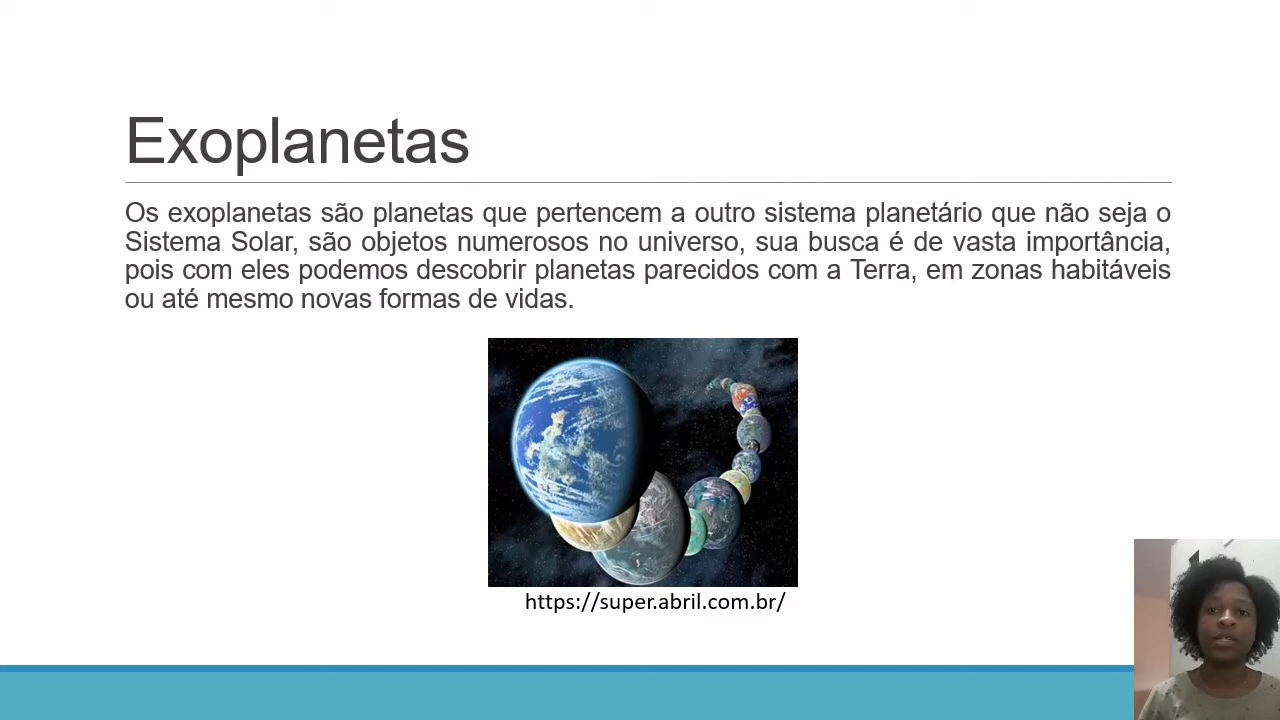 Exoplanetas
Os exoplanetas são planetas que pertencem a outro sistema planetário que não seja o
Sistema Solar, são objetos numerosos no universo, sua busca é de vasta importância,
pois com eles podemos descobrir planetas parecidos com a Terra, em zonas habitáveis
ou até mesmo novas formas de vidas.
https://super.abril.com.br/